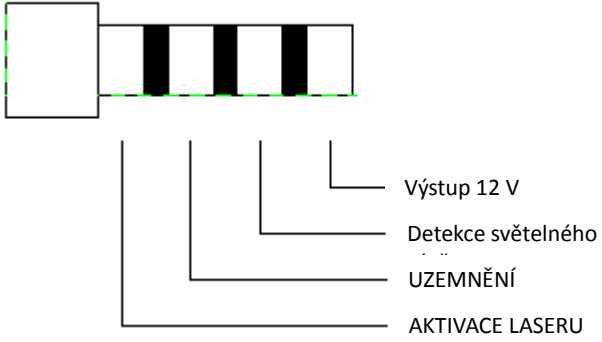 Výstup 12 V
Detekce světelného
UZEMNĚNÍ
AKTIVACE LASERU